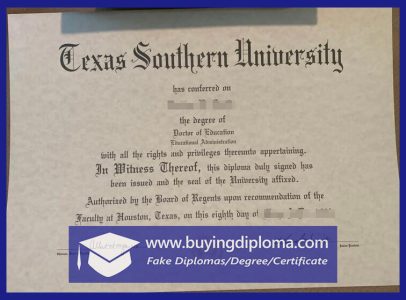 Texas Southern University
has conferred on
the degree of
Doctor of Education
Educational Administration
with all the rights and privileges thereunto appertaining.
In Witness Thereof, this diploma duly signed has
been issued and the seal of the University affixed.
Authorized by the Board of Regents upon recommendation of the
Faculty at Houston, Texas, on this eighth day of
www.buyingdiploma.com
Fake Diplomas/Degree/Certificate